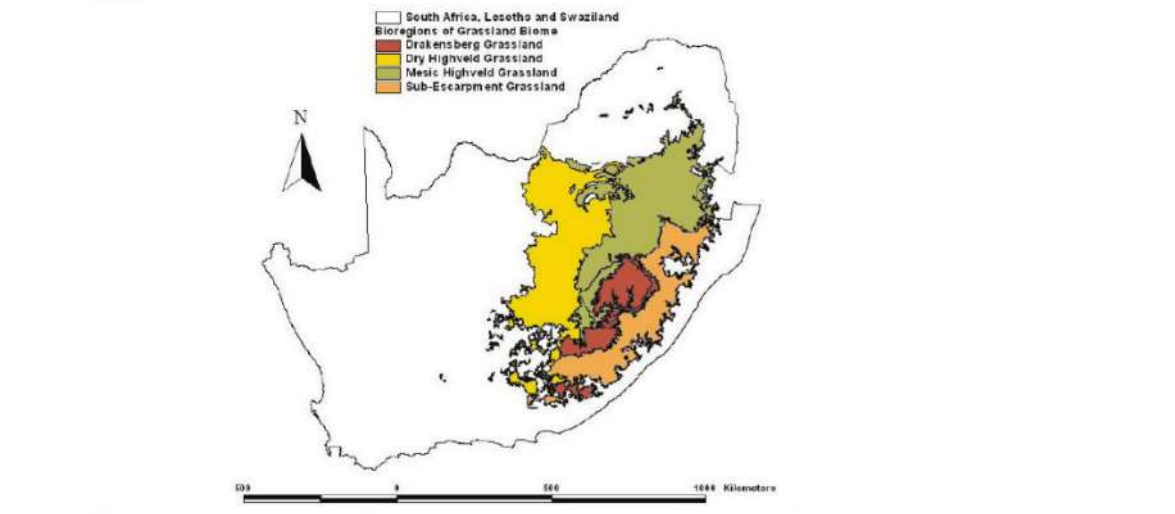 South Africa, Lesotho and Swaziland
Bioregions of Grassland Biome
Drakensberg Grassland
Dry Highveld Grassland
Mesic Highveld Grassland
Sub-Escarpment Grassland
N
500 0 500 1000 Kilometers